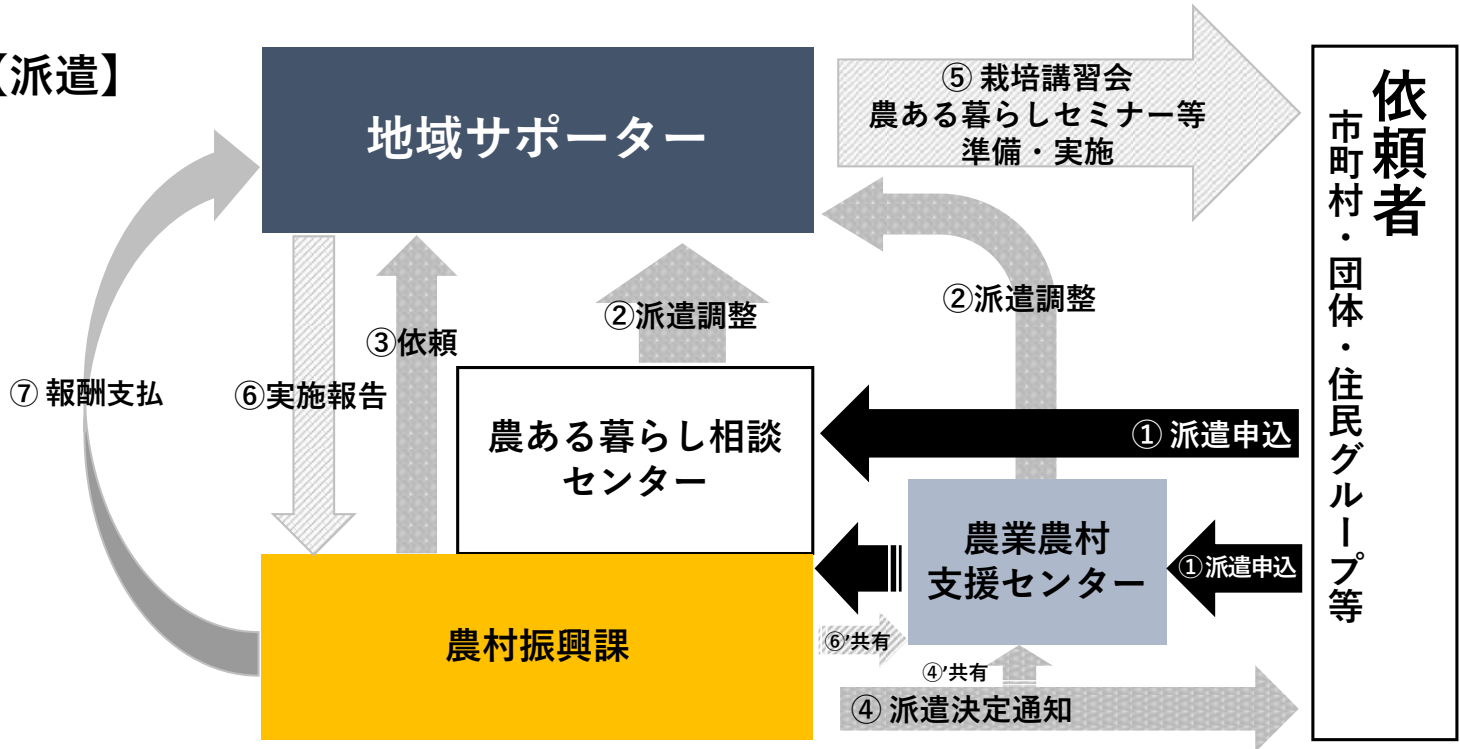 【派遣】
地域サポーター
⑤ 栽培講習会
農ある暮らしセミナー等
準備・実施
依頼者
市町村・団体・住民グループ等
②派遣調整
②派遣調整
③依頼
⑦ 報酬支払
⑥実施報告
農ある暮らし相談
センター
① 派遣申込
農業農村
支援センター
①派遣申込
農村振興課
⑥’共有
④’共有
④ 派遣決定通知